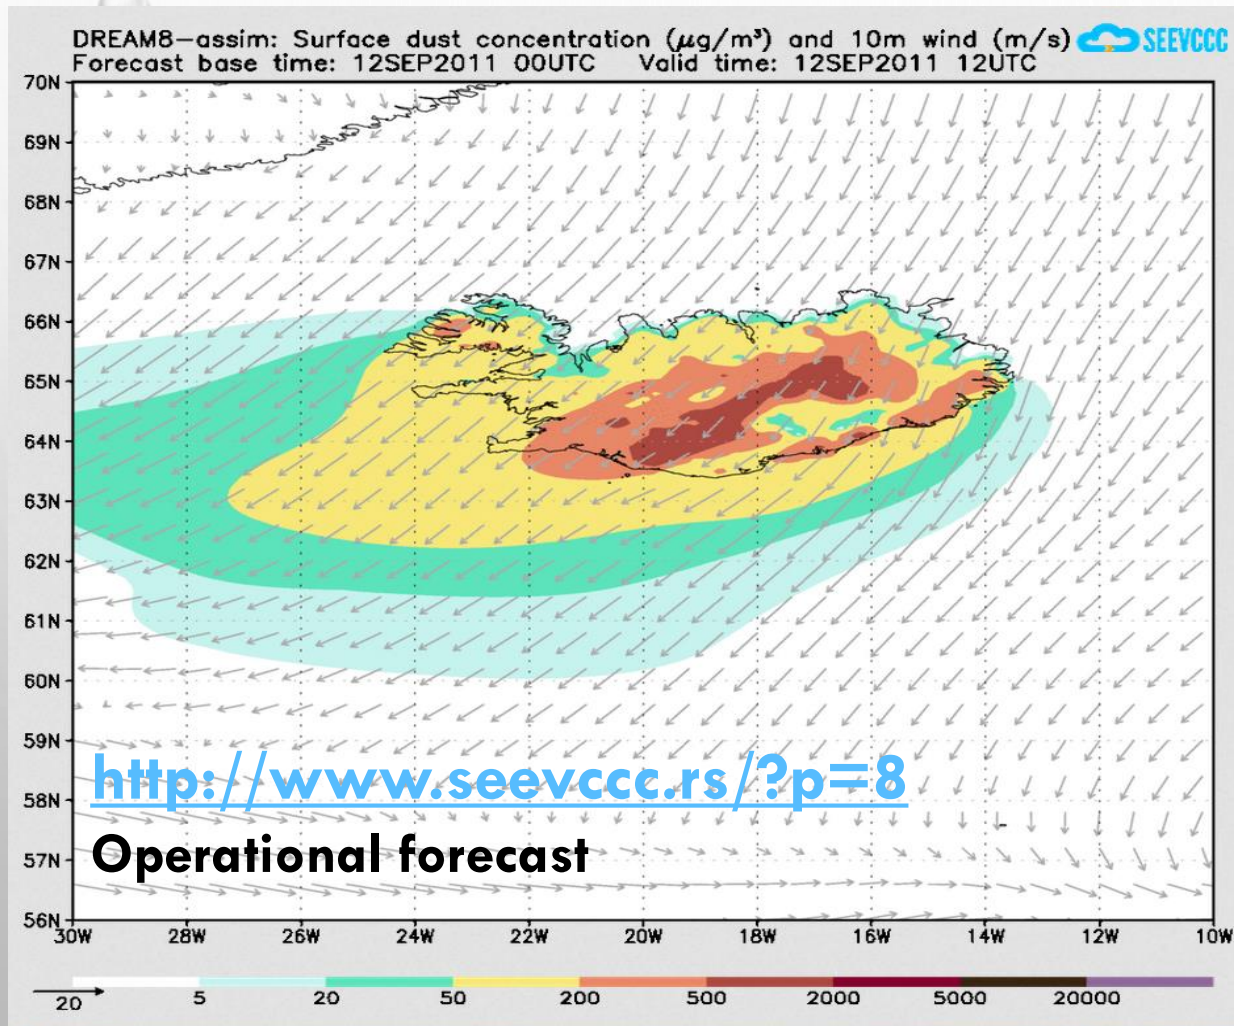 DREAM8-assim: Surface dust concentration (μg/m³) and 10m wind (m/s)
SEEVCCC
Forecast base time: 12SEP2011 00UTC Valid time: 12SEP2011 12UTC
70N
69N
68N
67N
66N
65N
64N
63N
62N
61N
60N
59N
http://www.seevccc.rs/?p=8
58N
Operational forecast
57N
56N
30W 28W 26W 24W 22W 20W 18W 16W 14W 12W 10W
20 5 20 50 200 500 2000 5000 20000